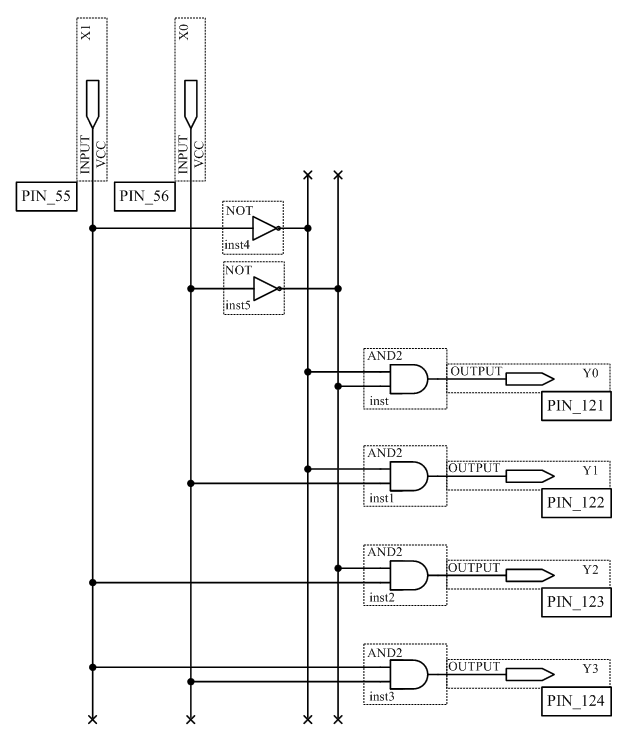 X1
X0
INPUT
VCC
INPUT
VCC
PIN_55
PIN_56
NOT
inst4
NOT
inst5
AND2
OUTPUT
Y0
inst
PIN_121
AND2
OUTPUT
Y1
inst1
PIN_122
AND2
OUTPUT
Y2
inst2
PIN_123
AND2
OUTPUT
Y3
inst3
PIN_124